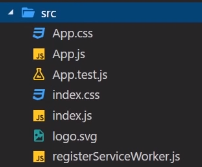 src
App.css
App.js
App.test.js
index.css
index.js
logo.svg
registerServiceWorker.js